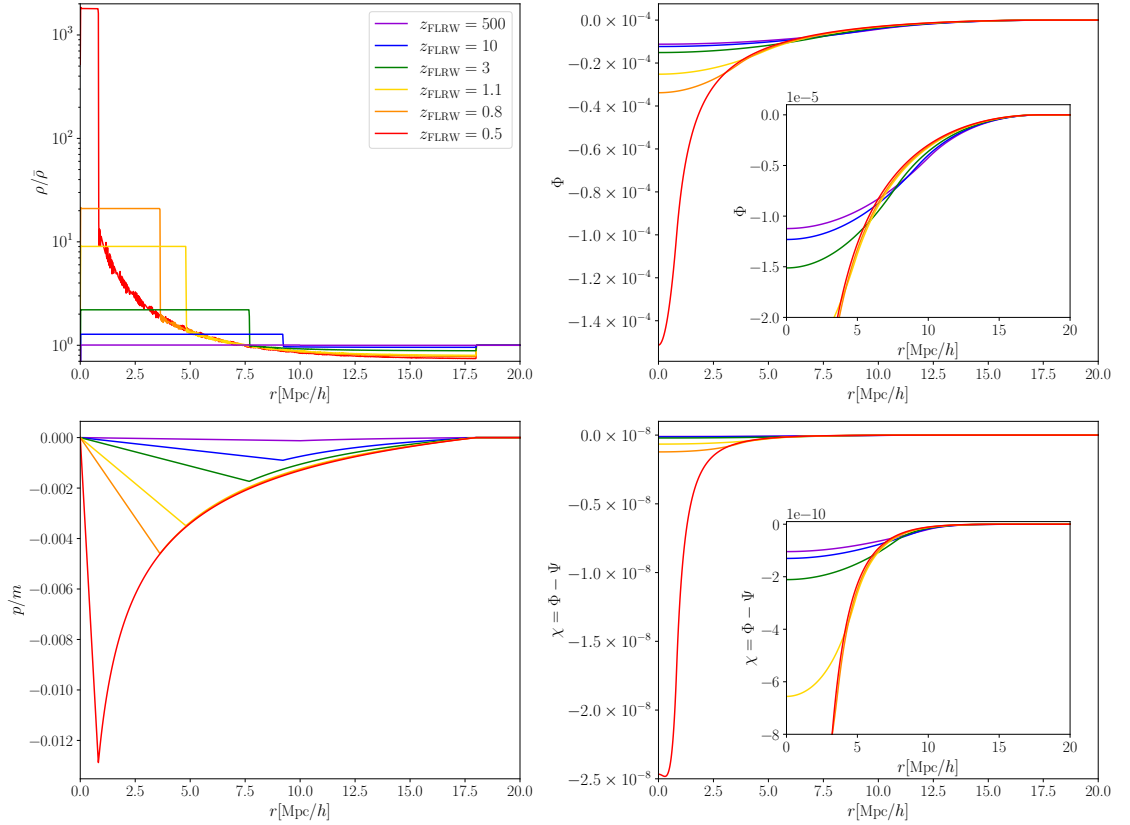 10³
10²
10¹
10⁰
ρ/ρ̄
z_FLRW = 500
z_FLRW = 10
z_FLRW = 3
z_FLRW = 1.1
z_FLRW = 0.8
z_FLRW = 0.5
0.0 2.5 5.0 7.5 10.0 12.5 15.0 17.5 20.0
r[Mpc/h]
0.0 × 10⁻⁴
−0.2 × 10⁻⁴
−0.4 × 10⁻⁴
−0.6 × 10⁻⁴
−0.8 × 10⁻⁴
−1.0 × 10⁻⁴
−1.2 × 10⁻⁴
−1.4 × 10⁻⁴
Φ
1e−5
0.0
−0.5
−1.0
−1.5
−2.0
Φ
0 5 10 15 20
r[Mpc/h]
0.0 2.5 5.0 7.5 10.0 12.5 15.0 17.5 20.0
r[Mpc/h]
0.000
−0.002
−0.004
−0.006
−0.008
−0.010
−0.012
p/m
0.0 2.5 5.0 7.5 10.0 12.5 15.0 17.5 20.0
r[Mpc/h]
0.0 × 10⁻⁸
−0.5 × 10⁻⁸
−1.0 × 10⁻⁸
−1.5 × 10⁻⁸
−2.0 × 10⁻⁸
−2.5 × 10⁻⁸
χ = Φ − Ψ
1e−10
0
−2
−4
−6
−8
χ = Φ − Ψ
0 5 10 15 20
r[Mpc/h]
0.0 2.5 5.0 7.5 10.0 12.5 15.0 17.5 20.0
r[Mpc/h]